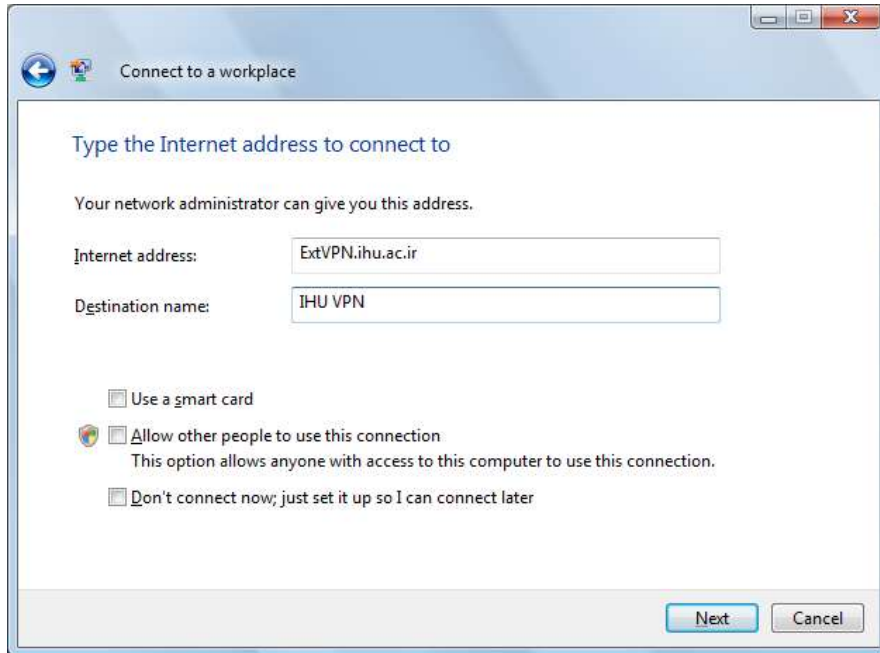 Connect to a workplace
Type the Internet address to connect to
Your network administrator can give you this address.
Internet address: ExtVPN.ihu.ac.ir
Destination name: IHU VPN
Use a smart card
Allow other people to use this connection
This option allows anyone with access to this computer to use this connection.
Don't connect now; just set it up so I can connect later
Next Cancel